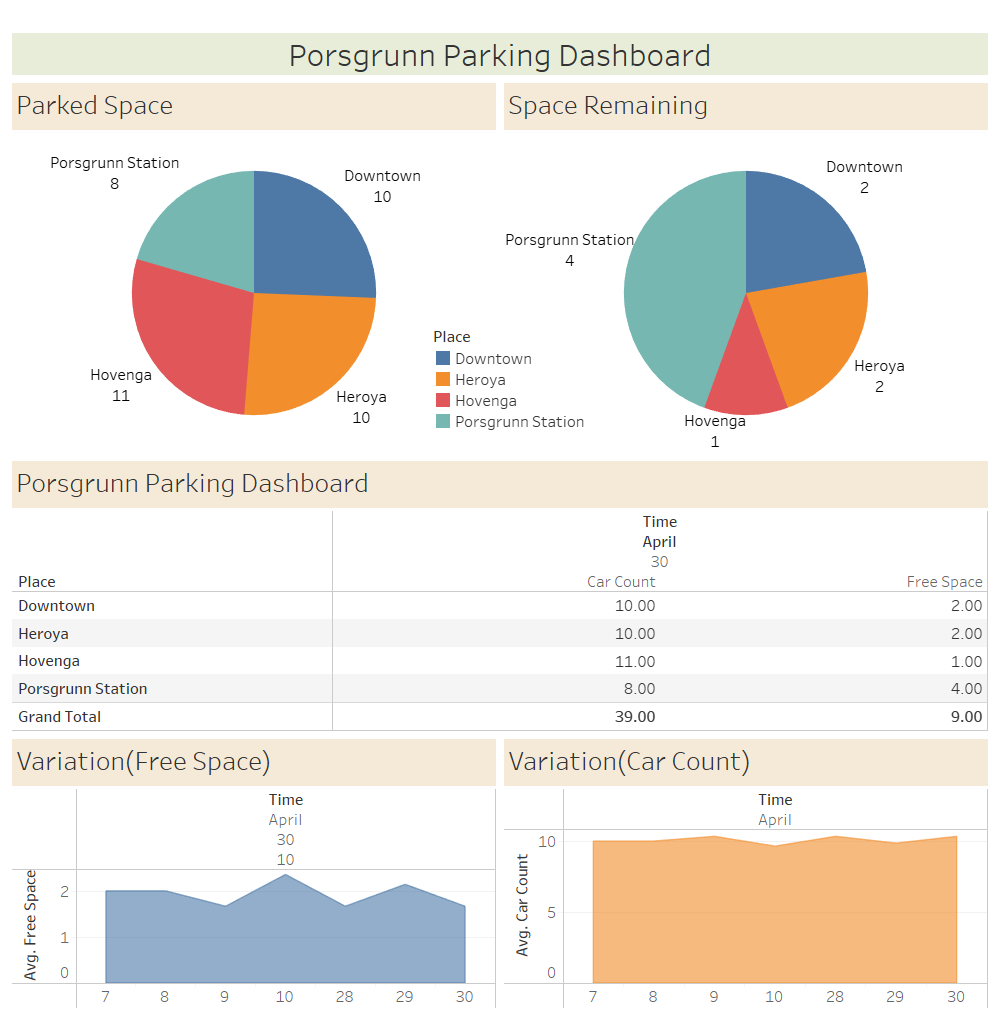 Porsgrunn Parking Dashboard
Parked Space
Space Remaining
Porsgrunn Station
8
Downtown
10
Hovenga
11
Heroya
10
Place
Downtown
Heroya
Hovenga
Porsgrunn Station
Downtown
2
Porsgrunn Station
4
Heroya
2
Hovenga
1
Porsgrunn Parking Dashboard
Time
April
30
Place Car Count Free Space
Downtown 10.00 2.00
Heroya 10.00 2.00
Hovenga 11.00 1.00
Porsgrunn Station 8.00 4.00
Grand Total 39.00 9.00
Variation(Free Space)
Time
April
30
10
Avg. Free Space
2
1
0
7 8 9 10 28 29 30
Variation(Car Count)
Time
April
Avg. Car Count
10
5
0
7 8 9 10 28 29 30